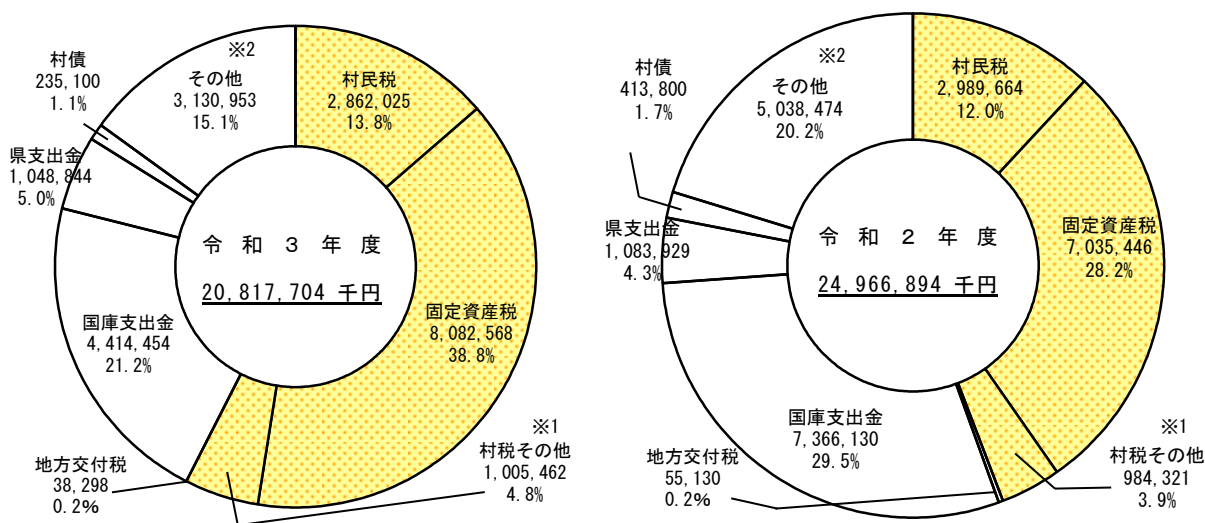 ※2
その他
3,130,953
15.1%
村民税
2,862,025
13.8%
固定資産税
8,082,568
38.8%
※1
村税その他
1,005,462
4.8%
地方交付税
38,298
0.2%
国庫支出金
4,414,454
21.2%
県支出金
1,048,844
5.0%
村債
235,100
1.1%
令和3年度
20,817,704 千円
※2
その他
5,038,474
20.2%
村民税
2,989,664
12.0%
固定資産税
7,035,446
28.2%
※1
村税その他
984,321
3.9%
地方交付税
55,130
0.2%
国庫支出金
7,366,130
29.5%
県支出金
1,083,929
4.3%
村債
413,800
1.7%
令和2年度
24,966,894 千円